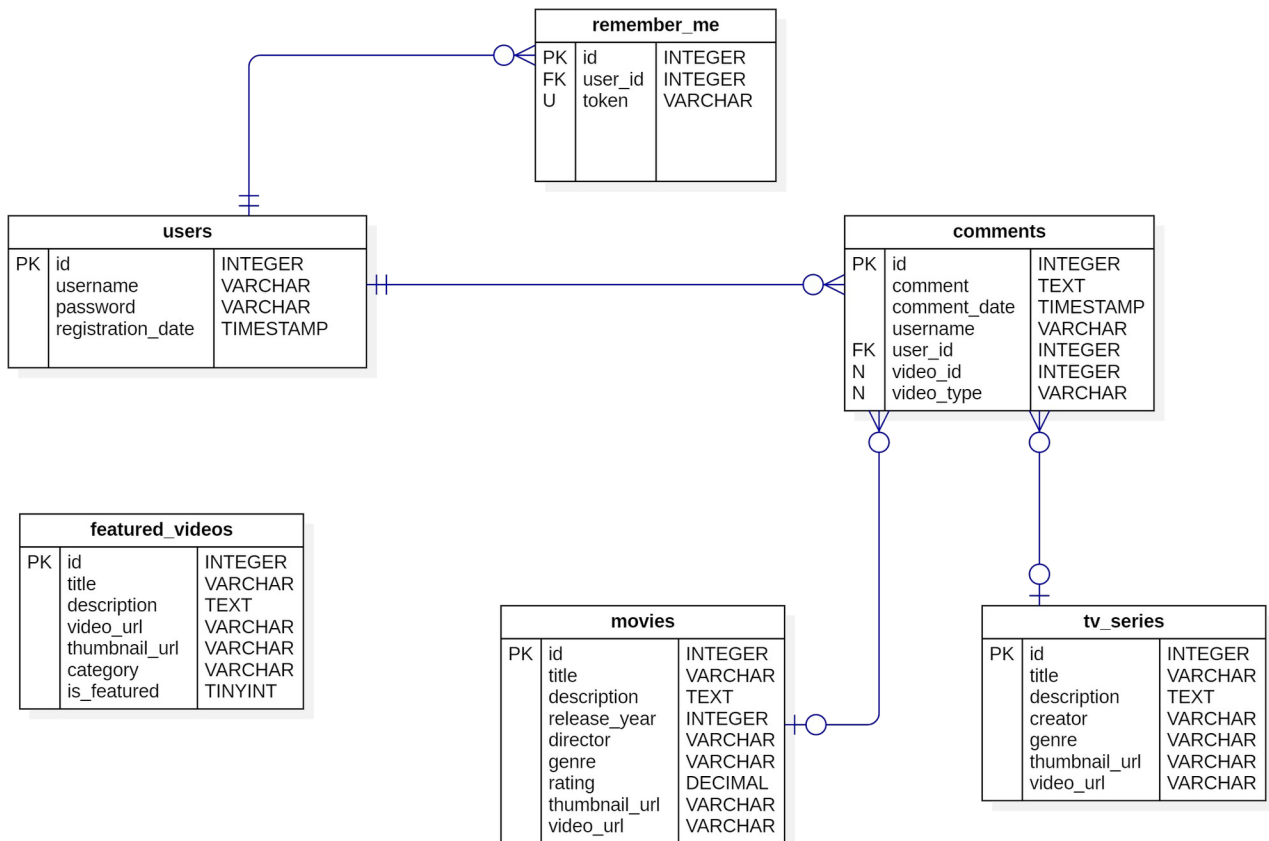 remember_me
PK id INTEGER
FK user_id INTEGER
U token VARCHAR
users
PK id INTEGER
username VARCHAR
password VARCHAR
registration_date TIMESTAMP
comments
PK id INTEGER
comment TEXT
comment_date TIMESTAMP
username VARCHAR
FK user_id INTEGER
N video_id INTEGER
N video_type VARCHAR
featured_videos
PK id INTEGER
title VARCHAR
description TEXT
video_url VARCHAR
thumbnail_url VARCHAR
category VARCHAR
is_featured TINYINT
movies
PK id INTEGER
title VARCHAR
description TEXT
release_year INTEGER
director VARCHAR
genre VARCHAR
rating DECIMAL
thumbnail_url VARCHAR
video_url VARCHAR
tv_series
PK id INTEGER
title VARCHAR
description TEXT
creator VARCHAR
genre VARCHAR
thumbnail_url VARCHAR
video_url VARCHAR